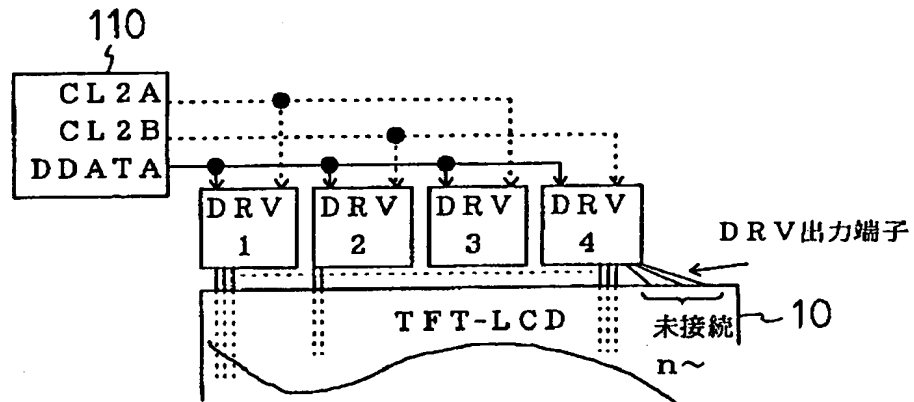 110
CL2A
CL2B
DDATA
DRV
1
DRV
2
DRV
3
DRV
4
DRV出力端子
TFT-LCD
未接続
n~
10